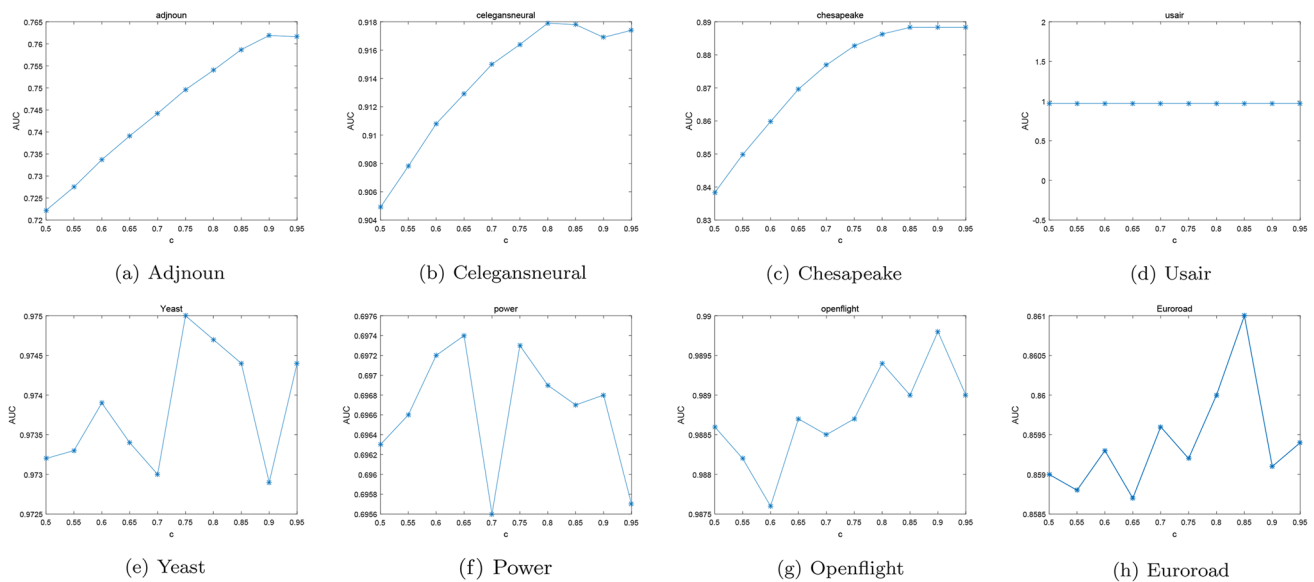 adjnoun
0.765
0.76
0.755
0.75
0.745
0.74
0.735
0.73
0.725
0.72
AUC
0.5 0.55 0.6 0.65 0.7 0.75 0.8 0.85 0.9 0.95
c
(a) Adjnoun
celegansneural
0.918
0.916
0.914
0.912
0.91
0.908
0.906
0.904
AUC
0.5 0.55 0.6 0.65 0.7 0.75 0.8 0.85 0.9 0.95
c
(b) Celegansneural
chesapeake
0.89
0.88
0.87
0.86
0.85
0.84
0.83
AUC
0.5 0.55 0.6 0.65 0.7 0.75 0.8 0.85 0.9 0.95
c
(c) Chesapeake
usair
2
1.5
1
0.5
0
-0.5
AUC
0.5 0.55 0.6 0.65 0.7 0.75 0.8 0.85 0.9 0.95
c
(d) Usair
Yeast
0.975
0.9745
0.974
0.9735
0.973
0.9725
AUC
0.5 0.55 0.6 0.65 0.7 0.75 0.8 0.85 0.9 0.95
c
(e) Yeast
power
0.6976
0.6974
0.6972
0.697
0.6968
0.6966
0.6964
0.6962
0.696
0.6958
0.6956
AUC
0.5 0.55 0.6 0.65 0.7 0.75 0.8 0.85 0.9 0.95
c
(f) Power
openflight
0.99
0.9895
0.989
0.9885
0.988
0.9875
AUC
0.5 0.55 0.6 0.65 0.7 0.75 0.8 0.85 0.9 0.95
c
(g) Openflight
Euroroad
0.861
0.8605
0.86
0.8595
0.859
0.8585
AUC
0.5 0.55 0.6 0.65 0.7 0.75 0.8 0.85 0.9 0.95
c
(h) Euroroad